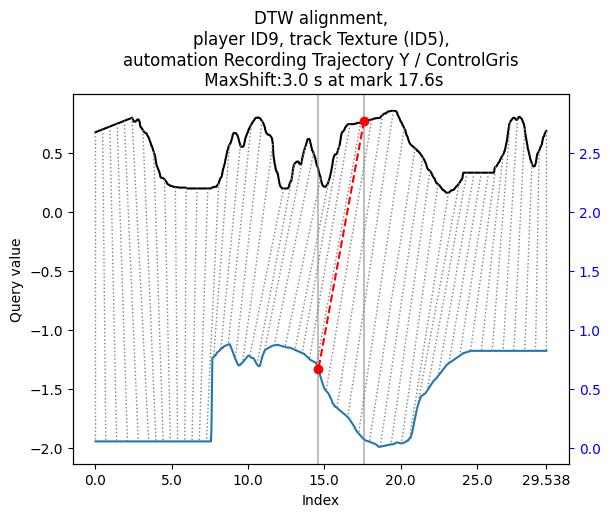 DTW alignment,
player ID9, track Texture (ID5),
automation Recording Trajectory Y / ControlGris
MaxShift:3.0 s at mark 17.6s
Query value
0.5
0.0
−0.5
−1.0
−1.5
−2.0
2.5
2.0
1.5
1.0
0.5
0.0
0.0 5.0 10.0 15.0 20.0 25.0 29.538
Index